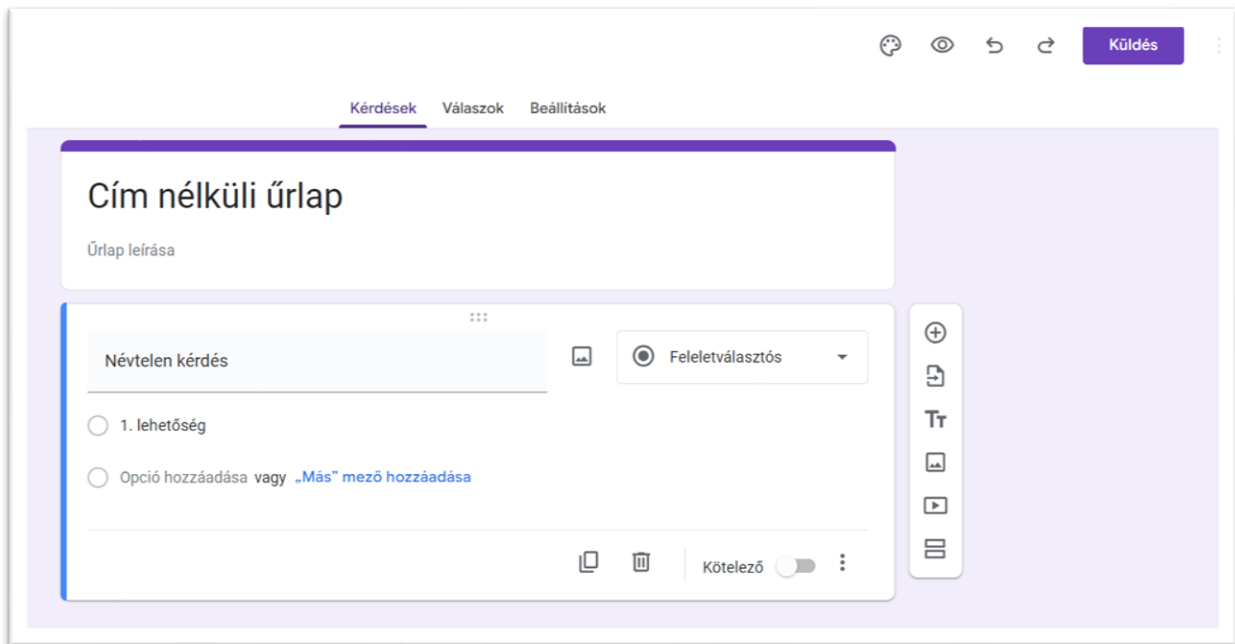 Küldés
Kérdések Válaszok Beállítások
Cím nélküli űrlap
Űrlap leírása
Névtelen kérdés
Feleletválasztós
1. lehetőség
Opció hozzáadása vagy „Más” mező hozzáadása
Kötelező